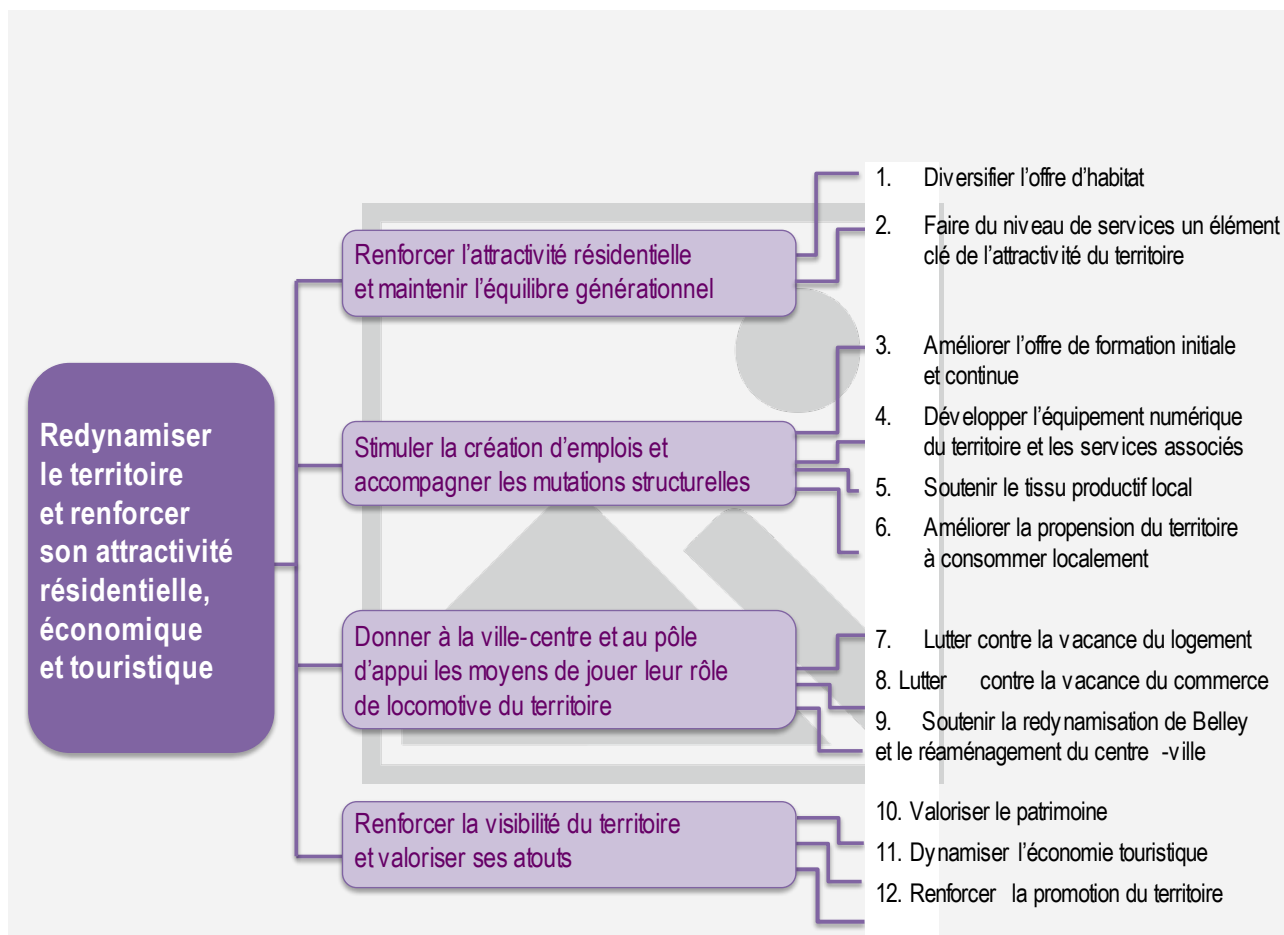 Redynamiser
le territoire
et renforcer
son attractivité
résidentielle,
économique
et touristique
Renforcer l’attractivité résidentielle
et maintenir l’équilibre générationnel
1. Diversifier l’offre d’habitat
2. Faire du niveau de services un élément
clé de l’attractivité du territoire
Stimuler la création d’emplois et
accompagner les mutations structurelles
3. Améliorer l’offre de formation initiale
et continue
4. Développer l’équipement numérique
du territoire et les services associés
5. Soutenir le tissu productif local
6. Améliorer la propension du territoire
à consommer localement
Donner à la ville-centre et au pôle
d’appui les moyens de jouer leur rôle
de locomotive du territoire
7. Lutter contre la vacance du logement
8. Lutter contre la vacance du commerce
9. Soutenir la redynamisation de Belley
et le réaménagement du centre -ville
Renforcer la visibilité du territoire
et valoriser ses atouts
10. Valoriser le patrimoine
11. Dynamiser l’économie touristique
12. Renforcer la promotion du territoire